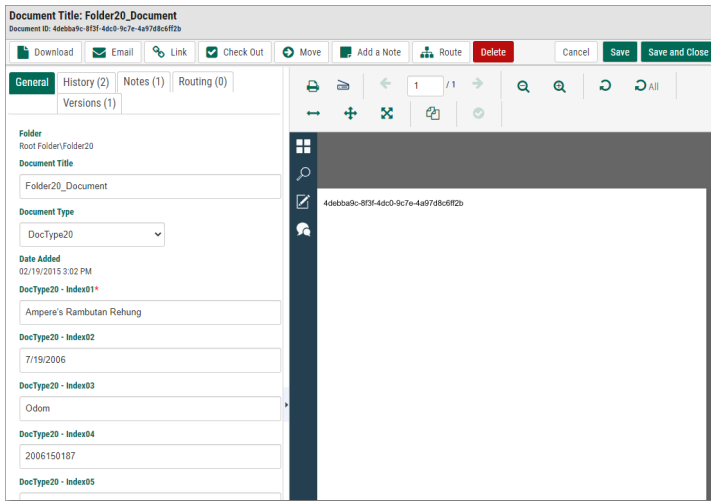 Document Title: Folder20_Document
Document ID: 4debba9c-8f3f-4dc0-9c7e-4a97d8c6ff2b
Download Email Link Check Out Move Add a Note Route Delete Cancel Save Save and Close
General History (2) Notes (1) Routing (0)
Versions (1)
1 / 1
All
Folder
Root Folder\Folder20
Document Title
Folder20_Document
Document Type
DocType20
Date Added
02/19/2015 3:02 PM
DocType20 - Index01*
Ampere's Rambutan Rehung
DocType20 - Index02
7/19/2006
DocType20 - Index03
Odom
DocType20 - Index04
2006150187
DocType20 - Index05
4debba9c-8f3f-4dc0-9c7e-4a97d8c6ff2b